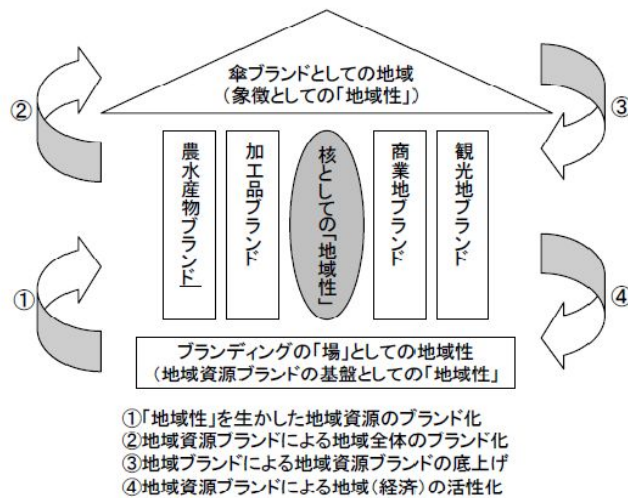 傘ブランドとしての地域
(象徴としての「地域性」)
②
③
農水産物ブランド
加工品ブランド
核としての「地域性」
商業地ブランド
観光地ブランド
①
④
ブランディングの「場」としての地域性
(地域資源ブランドの基盤としての「地域性」
①「地域性」を生かした地域資源のブランド化
②地域資源ブランドによる地域全体のブランド化
③地域ブランドによる地域資源ブランドの底上げ
④地域資源ブランドによる地域(経済)の活性化